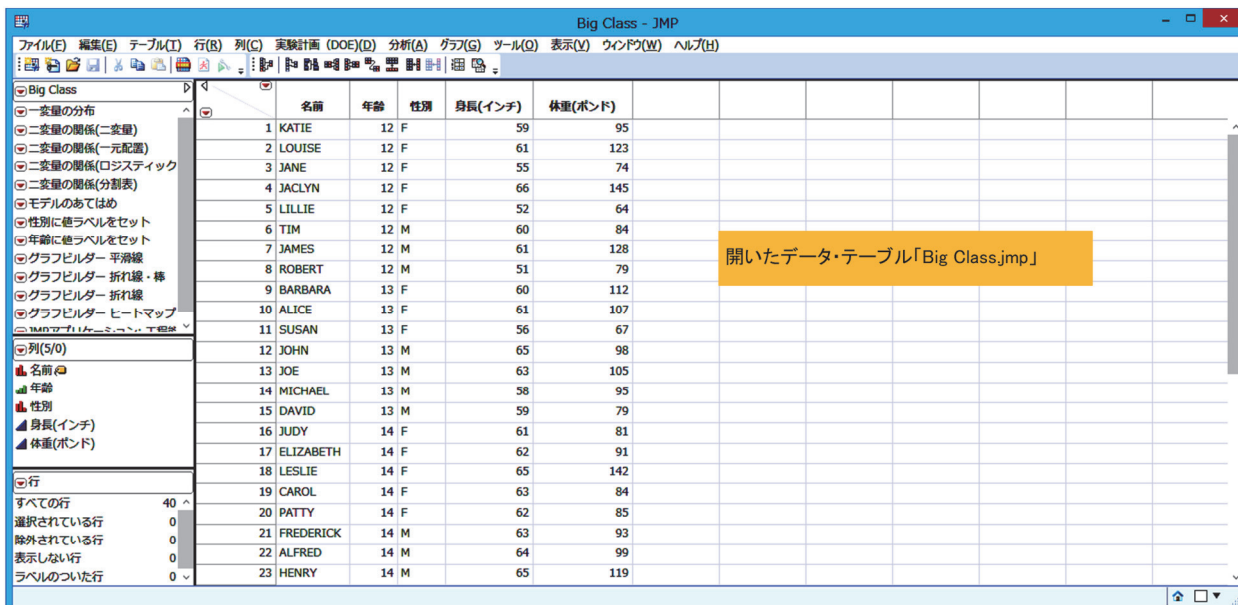 Big Class - JMP
ファイル(F) 編集(E) テーブル(T) 行(R) 列(C) 実験計画 (DOE)(D) 分析(A) グラフ(G) ツール(O) 表示(V) ウィンドウ(W) ヘルプ(H)
Big Class
一変量の分布
二変量の関係(二変量)
二変量の関係(一元配置)
二変量の関係(ロジスティック
二変量の関係(分割表)
モデルのあてはめ
性別に値ラベルをセット
年齢に値ラベルをセット
グラフビルダー 平滑線
グラフビルダー 折れ線・棒
グラフビルダー 折れ線
グラフビルダー ヒートマップ
列(5/0)
名前
年齢
性別
身長(インチ)
体重(ポンド)
行
すべての行 40
選択されている行 0
除外されている行 0
表示しない行 0
ラベルのついた行 0
名前 年齢 性別 身長(インチ) 体重(ポンド)
1 KATIE 12 F 59 95
2 LOUISE 12 F 61 123
3 JANE 12 F 55 74
4 JACLYN 12 F 66 145
5 LILLIE 12 F 52 64
6 TIM 12 M 60 84
7 JAMES 12 M 61 128
8 ROBERT 12 M 51 79
9 BARBARA 13 F 60 112
10 ALICE 13 F 61 107
11 SUSAN 13 F 56 67
12 JOHN 13 M 65 98
13 JOE 13 M 63 105
14 MICHAEL 13 M 58 95
15 DAVID 13 M 59 79
16 JUDY 14 F 61 81
17 ELIZABETH 14 F 62 91
18 LESLIE 14 F 65 142
19 CAROL 14 F 63 84
20 PATTY 14 F 62 85
21 FREDERICK 14 M 63 93
22 ALFRED 14 M 64 99
23 HENRY 14 M 65 119
開いたデータ・テーブル「Big Class.jmp」